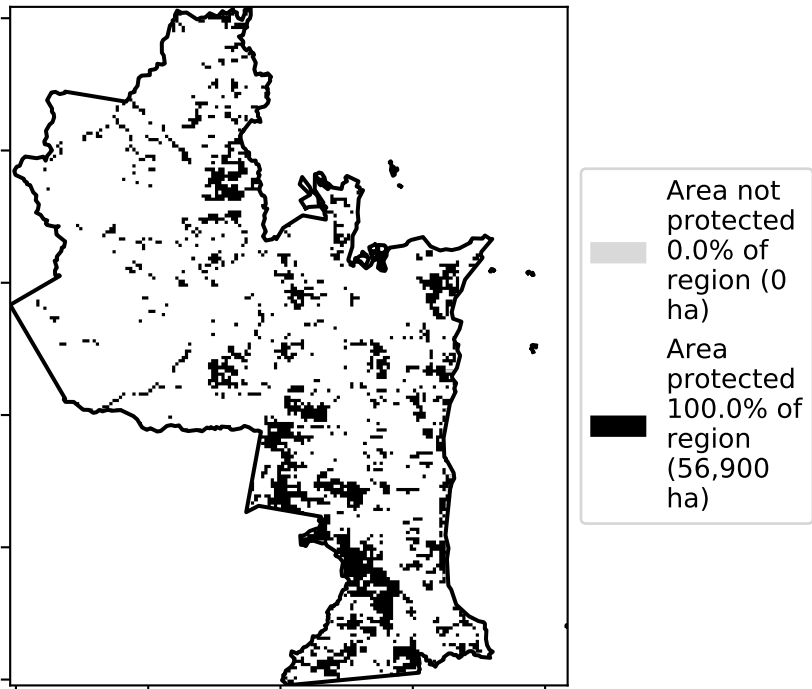 Area not
protected
0.0% of
region (0
ha)
Area
protected
100.0% of
region
(56,900
ha)